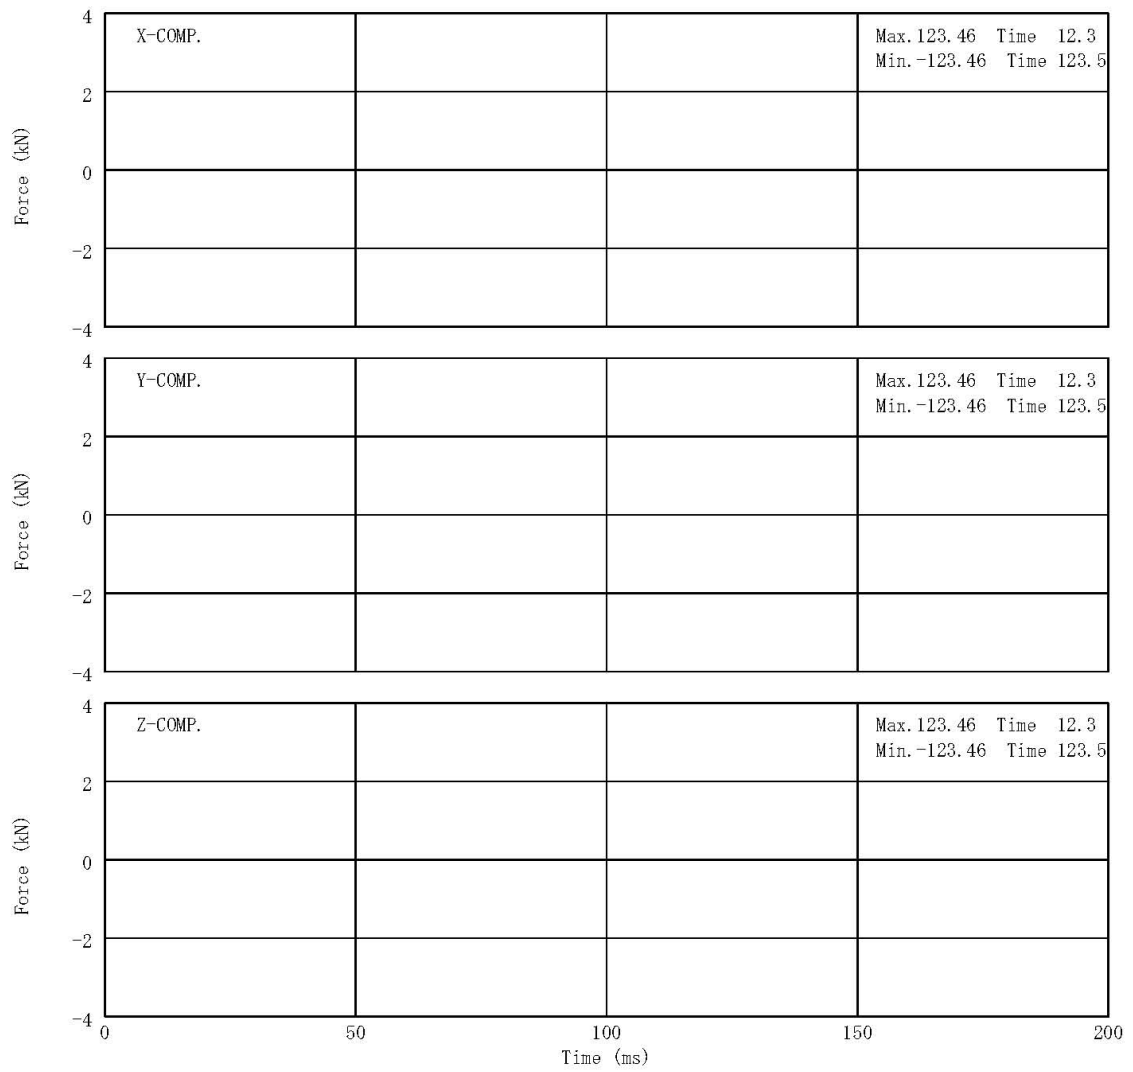 4
X-COMP.
Max.123.46 Time 12.3
Min.-123.46 Time 123.5
2
Force (kN)
0
-2
-4
4
Y-COMP.
Max.123.46 Time 12.3
Min.-123.46 Time 123.5
2
Force (kN)
0
-2
-4
4
Z-COMP.
Max.123.46 Time 12.3
Min.-123.46 Time 123.5
2
Force (kN)
0
-2
-4
0 50 100 150 200
Time (ms)